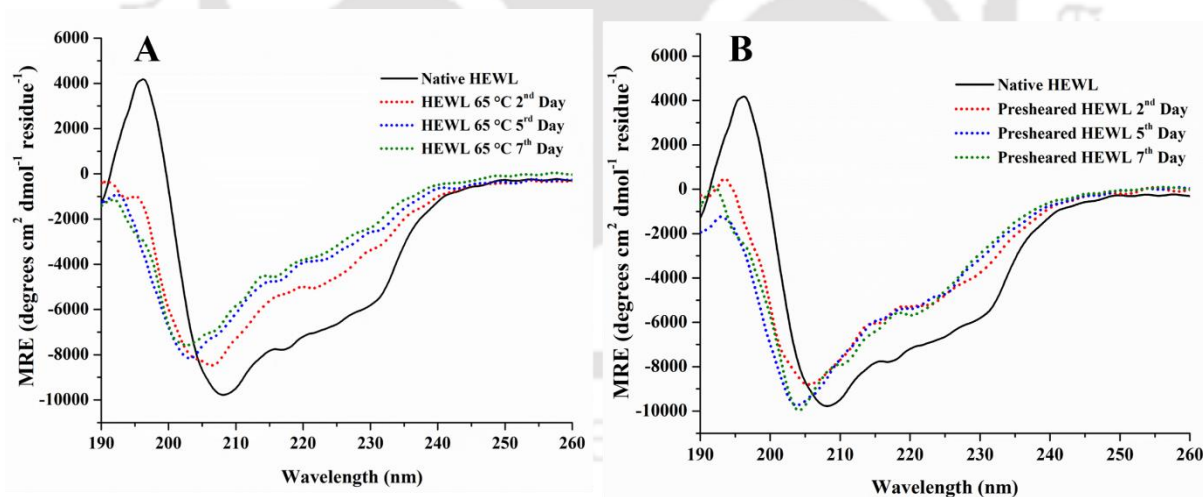 A
6000
4000
2000
0
-2000
-4000
-6000
-8000
-10000
MRE (degrees cm² dmol⁻¹ residue⁻¹)
Native HEWL
HEWL 65 °C 2ⁿᵈ Day
HEWL 65 °C 5ʳᵈ Day
HEWL 65 °C 7ᵗʰ Day
190 200 210 220 230 240 250 260
Wavelength (nm)
B
6000
4000
2000
0
-2000
-4000
-6000
-8000
-10000
MRE (degrees cm² dmol⁻¹ residue⁻¹)
Native HEWL
Presheared HEWL 2ⁿᵈ Day
Presheared HEWL 5ᵗʰ Day
Presheared HEWL 7ᵗʰ Day
190 200 210 220 230 240 250 260
Wavelength (nm)